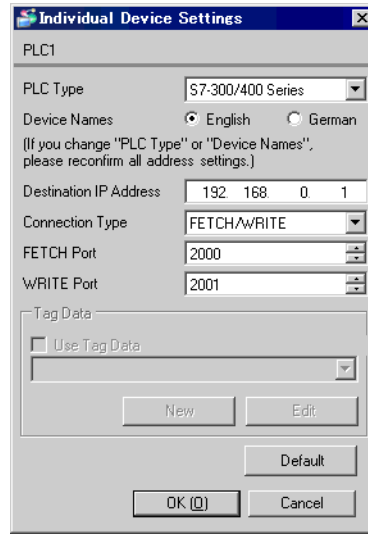 Individual Device Settings
PLC1
PLC Type S7-300/400 Series
Device Names English German
(If you change "PLC Type" or "Device Names",
please reconfirm all address settings.)
Destination IP Address 192. 168. 0. 1
Connection Type FETCH/WRITE
FETCH Port 2000
WRITE Port 2001
Tag Data
Use Tag Data
New Edit
Default
OK (O) Cancel